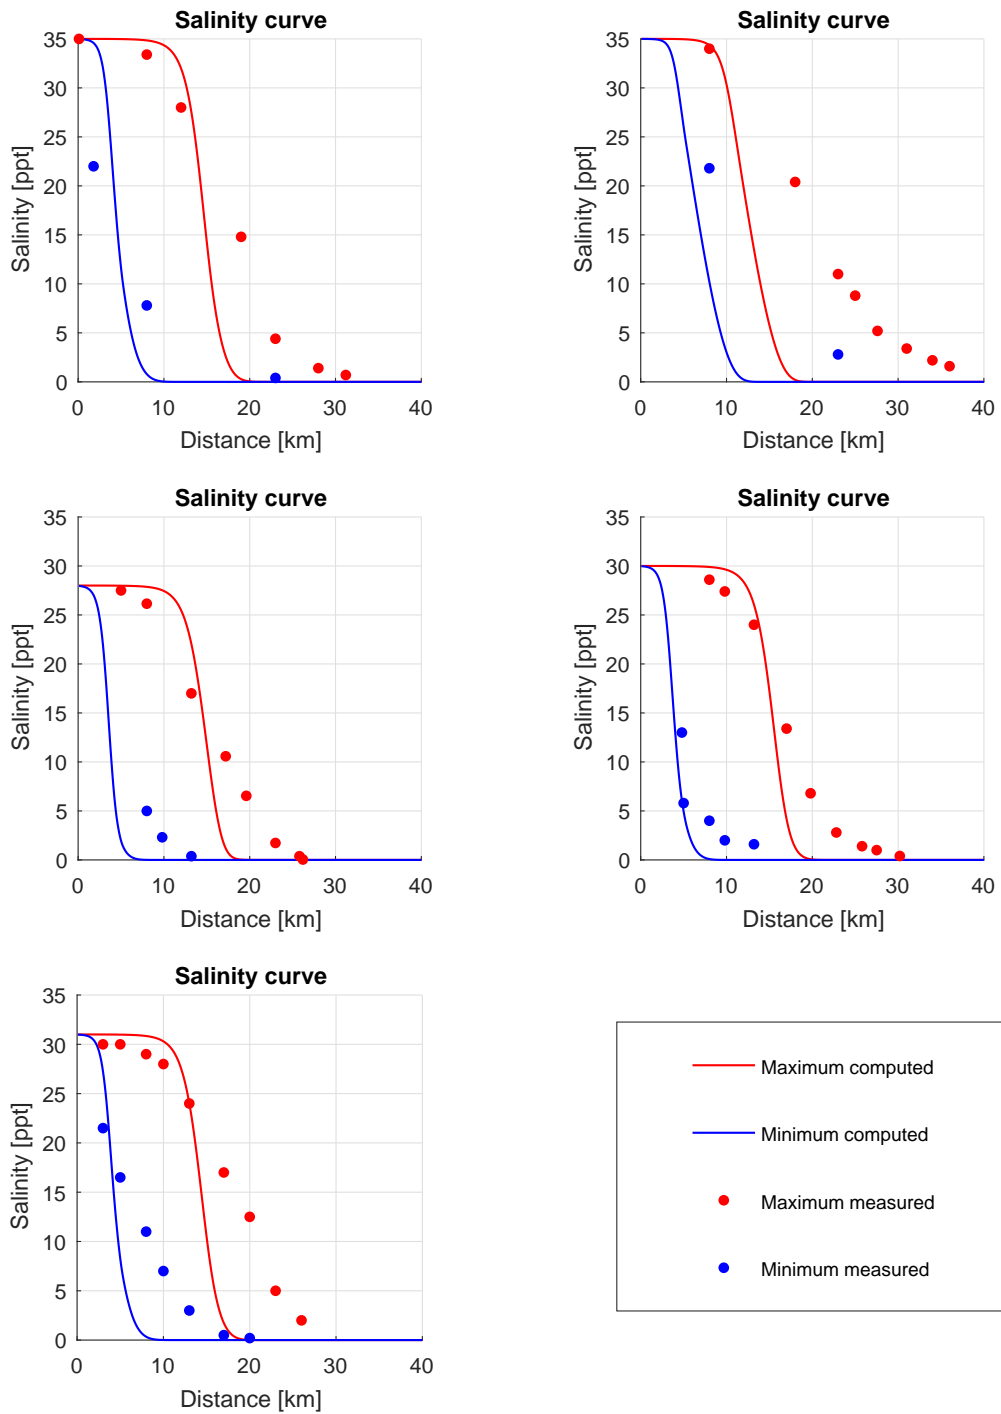 Salinity curve
35
30
25
20
15
10
5
0
Salinity [ppt]
0 10 20 30 40
Distance [km]
Salinity curve
35
30
25
20
15
10
5
0
Salinity [ppt]
0 10 20 30 40
Distance [km]
Salinity curve
35
30
25
20
15
10
5
0
Salinity [ppt]
0 10 20 30 40
Distance [km]
Salinity curve
35
30
25
20
15
10
5
0
Salinity [ppt]
0 10 20 30 40
Distance [km]
Salinity curve
35
30
25
20
15
10
5
0
Salinity [ppt]
0 10 20 30 40
Distance [km]
Maximum computed
Minimum computed
Maximum measured
Minimum measured